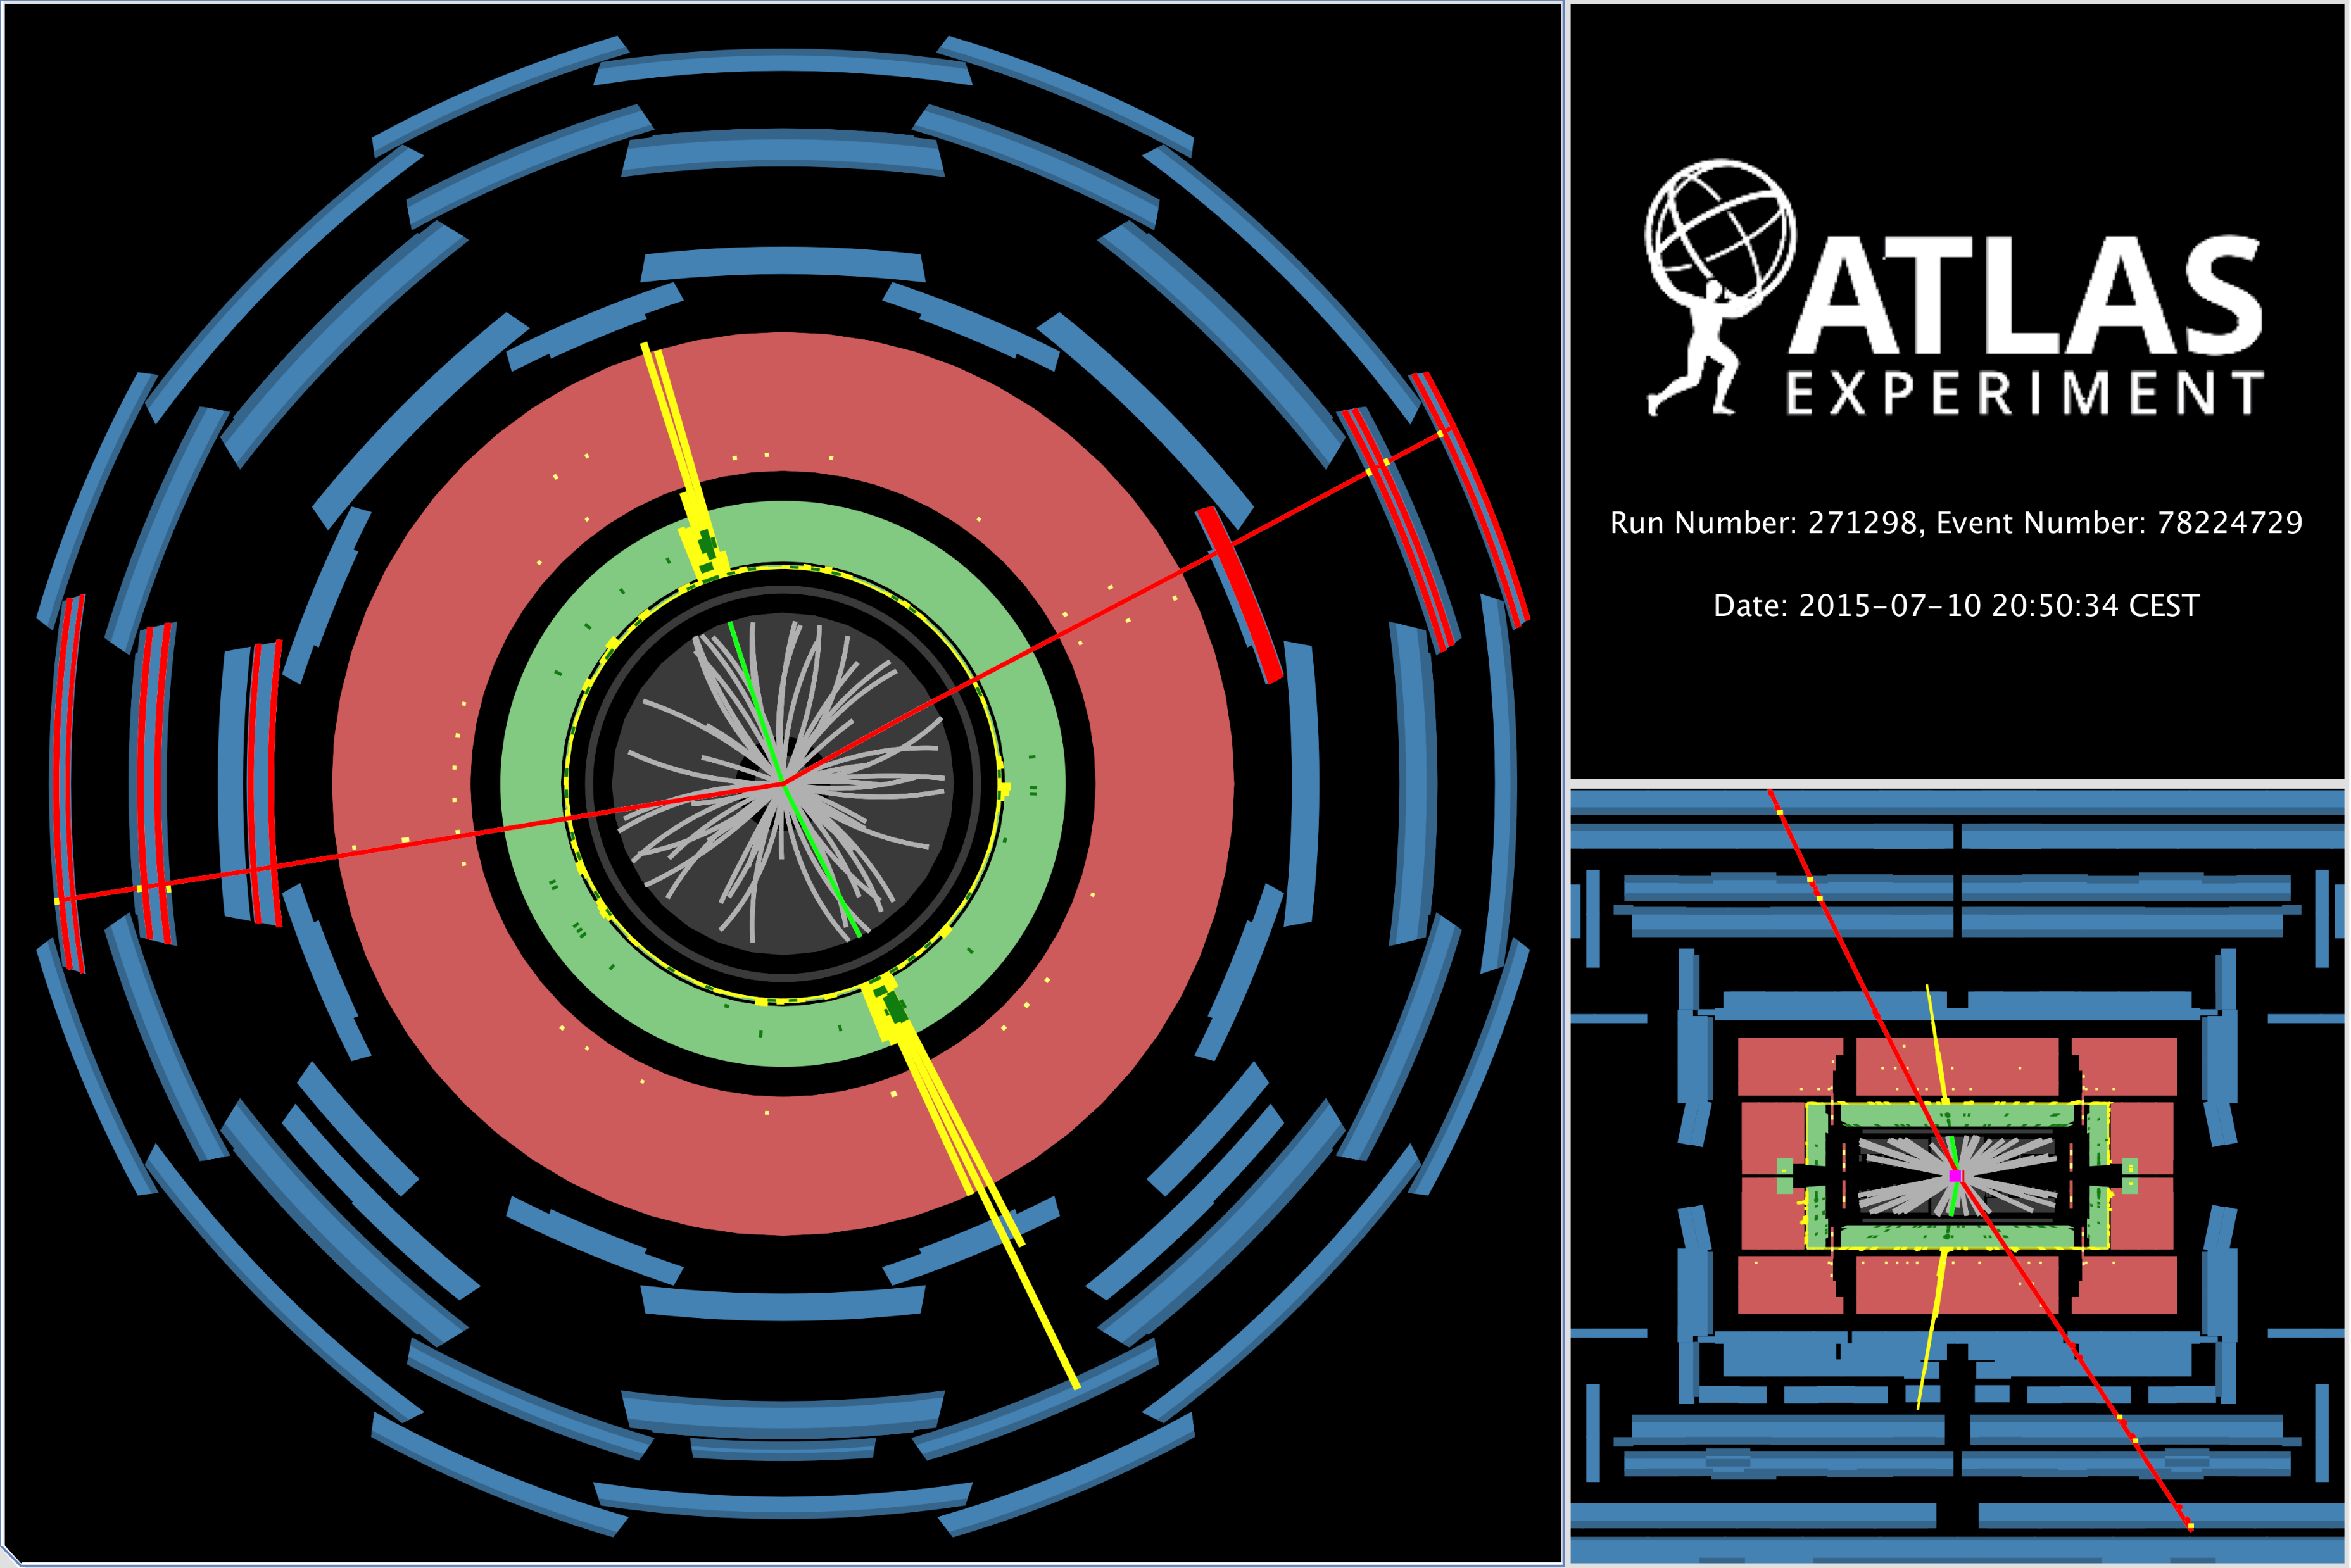 ATLAS
EXPERIMENT
Run Number: 271298, Event Number: 78224729
Date: 2015-07-10 20:50:34 CEST